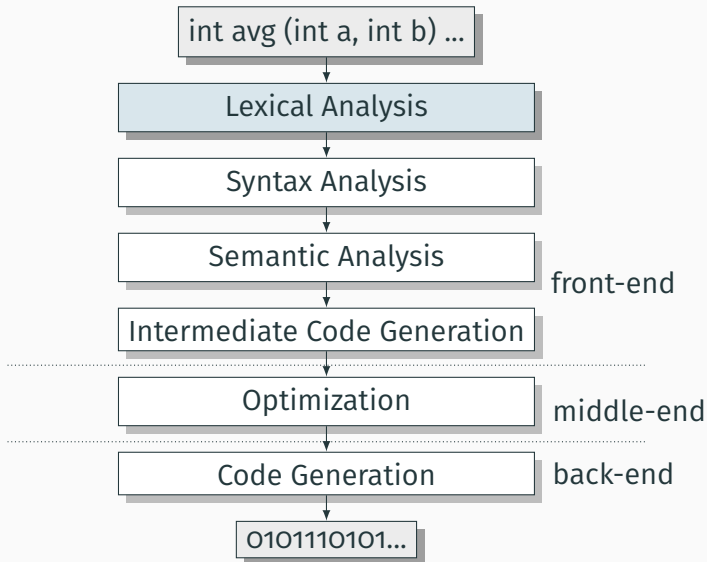 int avg (int a, int b) ...
Lexical Analysis
Syntax Analysis
Semantic Analysis
front-end
Intermediate Code Generation
Optimization
middle-end
Code Generation
back-end
0101110101...